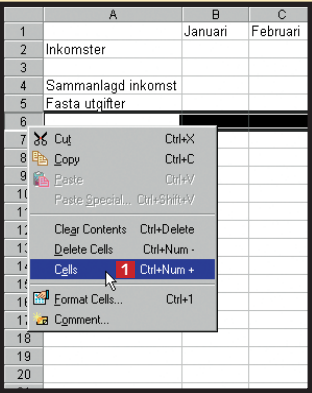 A B C
1 Januari Februari
2 Inkomster
3
4 Sammanlagd inkomst
5 Fasta utgifter
6
7 Cut Ctrl+X
8 Copy Ctrl+C
9 Paste Ctrl+V
Paste Special... Ctrl+Shift+V
Clear Contents Ctrl+Delete
Delete Cells Ctrl+Num -
Cells 1 Ctrl+Num +
Format Cells... Ctrl+1
Comment...
18
19
20